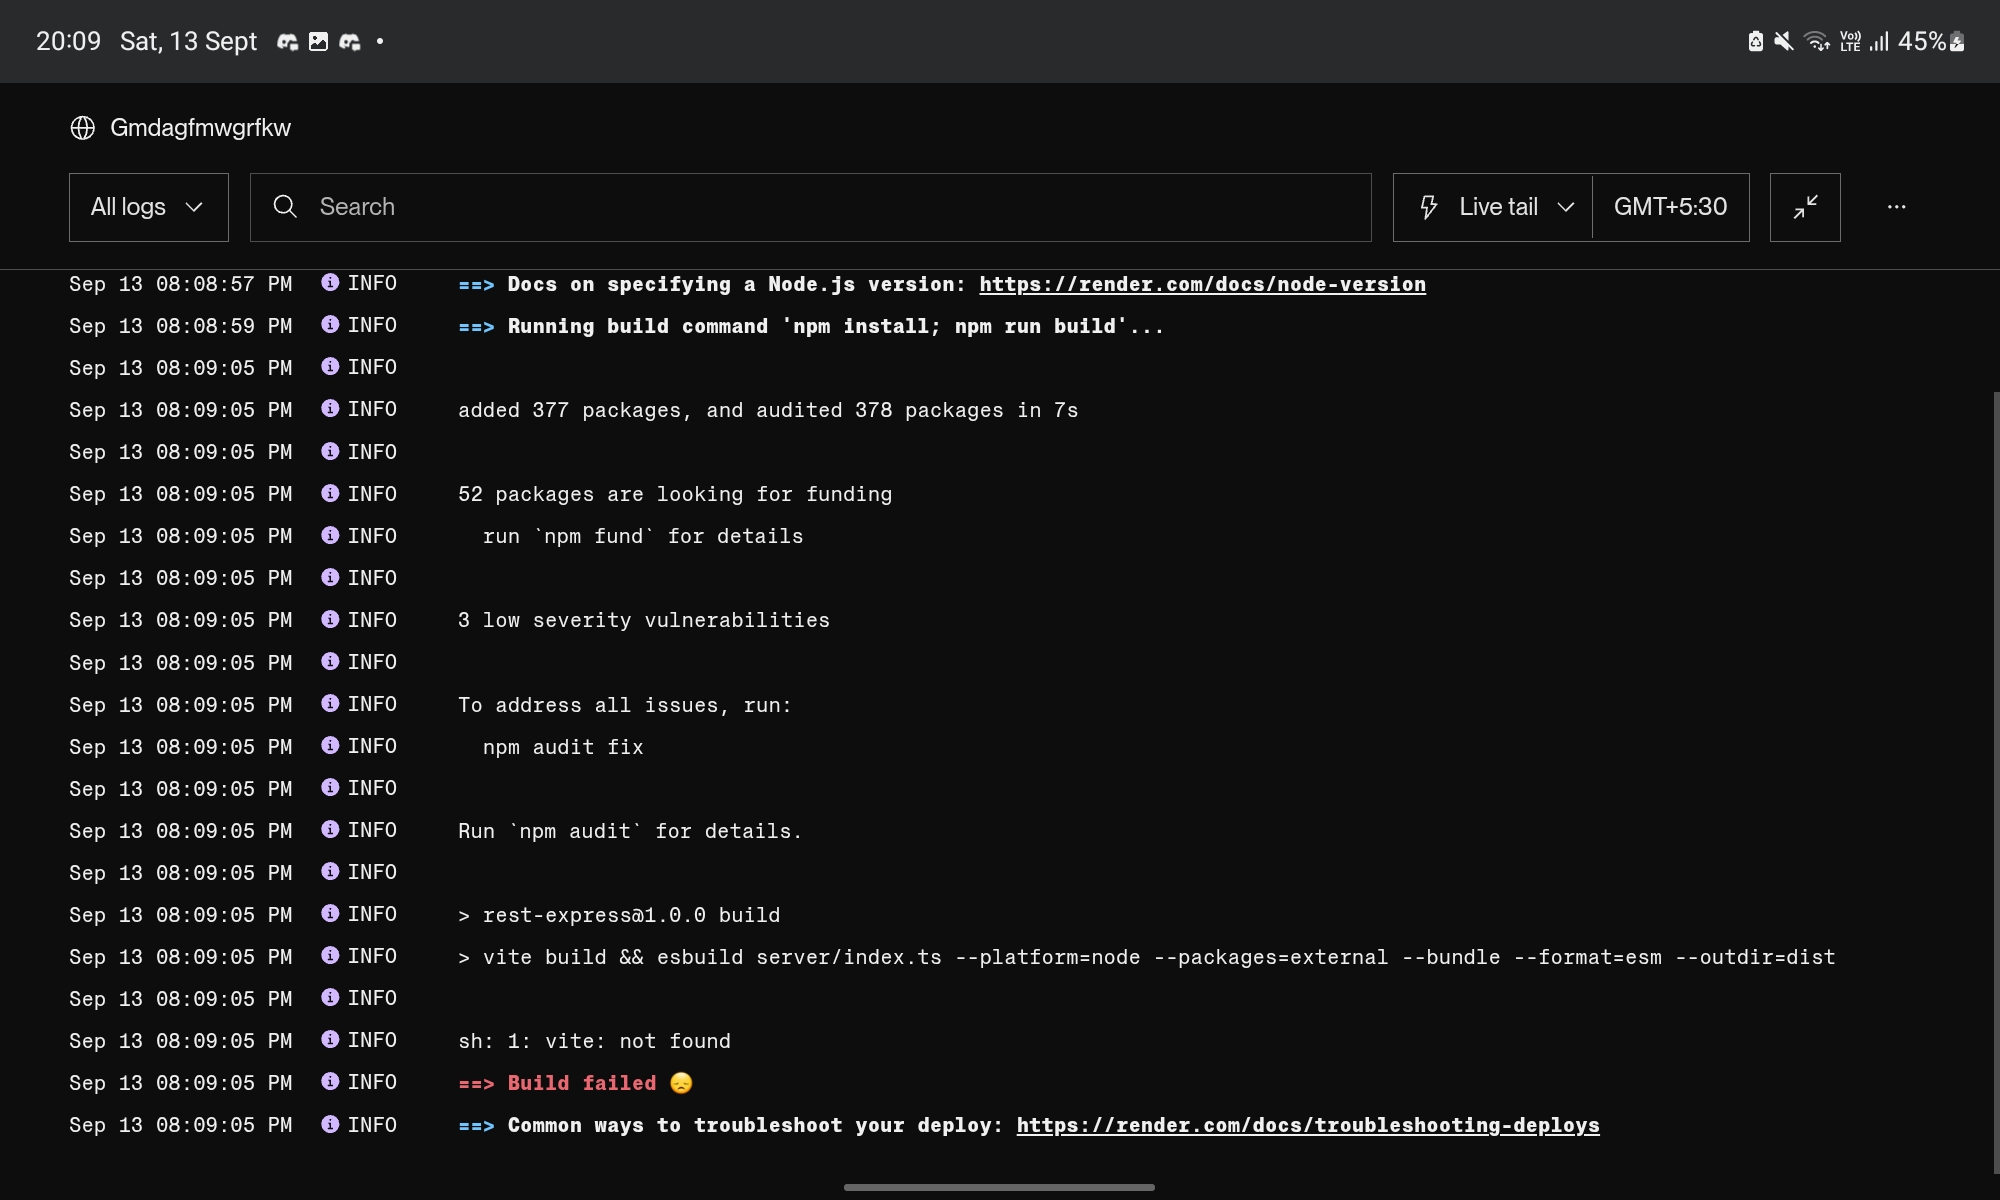 20:09 Sat, 13 Sept 45%
Vo)) LTE
Gmdagfmwgrfkw
All logs Search Live tail GMT+5:30
Sep 13 08:08:57 PM INFO ==> Docs on specifying a Node.js version: https://render.com/docs/node-version
Sep 13 08:08:59 PM INFO ==> Running build command 'npm install; npm run build'...
Sep 13 08:09:05 PM INFO
Sep 13 08:09:05 PM INFO added 377 packages, and audited 378 packages in 7s
Sep 13 08:09:05 PM INFO
Sep 13 08:09:05 PM INFO 52 packages are looking for funding
Sep 13 08:09:05 PM INFO run `npm fund` for details
Sep 13 08:09:05 PM INFO
Sep 13 08:09:05 PM INFO 3 low severity vulnerabilities
Sep 13 08:09:05 PM INFO
Sep 13 08:09:05 PM INFO To address all issues, run:
Sep 13 08:09:05 PM INFO npm audit fix
Sep 13 08:09:05 PM INFO
Sep 13 08:09:05 PM INFO Run `npm audit` for details.
Sep 13 08:09:05 PM INFO
Sep 13 08:09:05 PM INFO > rest-express@1.0.0 build
Sep 13 08:09:05 PM INFO > vite build && esbuild server/index.ts --platform=node --packages=external --bundle --format=esm --outdir=dist
Sep 13 08:09:05 PM INFO
Sep 13 08:09:05 PM INFO sh: 1: vite: not found
Sep 13 08:09:05 PM INFO ==> Build failed 😞
Sep 13 08:09:05 PM INFO ==> Common ways to troubleshoot your deploy: https://render.com/docs/troubleshooting-deploys